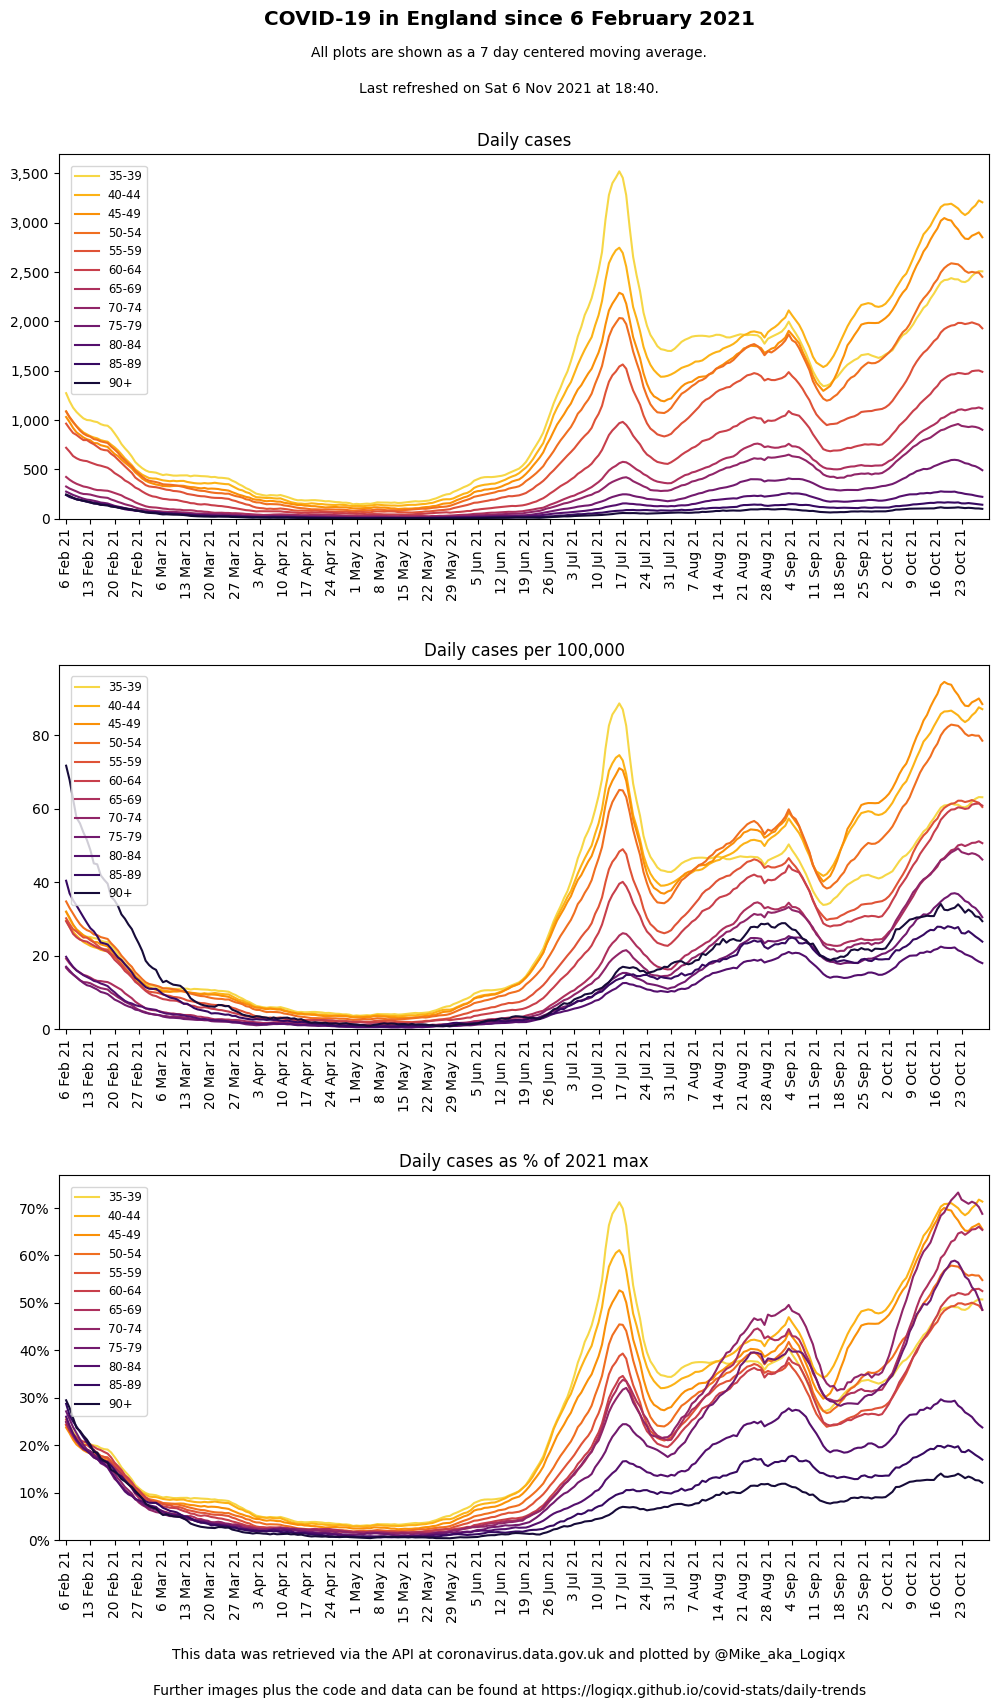 COVID-19 in England since 6 February 2021
All plots are shown as a 7 day centered moving average.
Last refreshed on Sat 6 Nov 2021 at 18:40.
Daily cases
3,500
3,000
2,500
2,000
1,500
1,000
500
0
35-39
40-44
45-49
50-54
55-59
60-64
65-69
70-74
75-79
80-84
85-89
90+
6 Feb 21
13 Feb 21
20 Feb 21
27 Feb 21
6 Mar 21
13 Mar 21
20 Mar 21
27 Mar 21
3 Apr 21
10 Apr 21
17 Apr 21
24 Apr 21
1 May 21
8 May 21
15 May 21
22 May 21
29 May 21
5 Jun 21
12 Jun 21
19 Jun 21
26 Jun 21
3 Jul 21
10 Jul 21
17 Jul 21
24 Jul 21
31 Jul 21
7 Aug 21
14 Aug 21
21 Aug 21
28 Aug 21
4 Sep 21
11 Sep 21
18 Sep 21
25 Sep 21
2 Oct 21
9 Oct 21
16 Oct 21
23 Oct 21
Daily cases per 100,000
80
60
40
20
0
35-39
40-44
45-49
50-54
55-59
60-64
65-69
70-74
75-79
80-84
85-89
90+
6 Feb 21
13 Feb 21
20 Feb 21
27 Feb 21
6 Mar 21
13 Mar 21
20 Mar 21
27 Mar 21
3 Apr 21
10 Apr 21
17 Apr 21
24 Apr 21
1 May 21
8 May 21
15 May 21
22 May 21
29 May 21
5 Jun 21
12 Jun 21
19 Jun 21
26 Jun 21
3 Jul 21
10 Jul 21
17 Jul 21
24 Jul 21
31 Jul 21
7 Aug 21
14 Aug 21
21 Aug 21
28 Aug 21
4 Sep 21
11 Sep 21
18 Sep 21
25 Sep 21
2 Oct 21
9 Oct 21
16 Oct 21
23 Oct 21
Daily cases as % of 2021 max
70%
60%
50%
40%
30%
20%
10%
0%
35-39
40-44
45-49
50-54
55-59
60-64
65-69
70-74
75-79
80-84
85-89
90+
6 Feb 21
13 Feb 21
20 Feb 21
27 Feb 21
6 Mar 21
13 Mar 21
20 Mar 21
27 Mar 21
3 Apr 21
10 Apr 21
17 Apr 21
24 Apr 21
1 May 21
8 May 21
15 May 21
22 May 21
29 May 21
5 Jun 21
12 Jun 21
19 Jun 21
26 Jun 21
3 Jul 21
10 Jul 21
17 Jul 21
24 Jul 21
31 Jul 21
7 Aug 21
14 Aug 21
21 Aug 21
28 Aug 21
4 Sep 21
11 Sep 21
18 Sep 21
25 Sep 21
2 Oct 21
9 Oct 21
16 Oct 21
23 Oct 21
This data was retrieved via the API at coronavirus.data.gov.uk and plotted by @Mike_aka_Logiqx
Further images plus the code and data can be found at https://logiqx.github.io/covid-stats/daily-trends